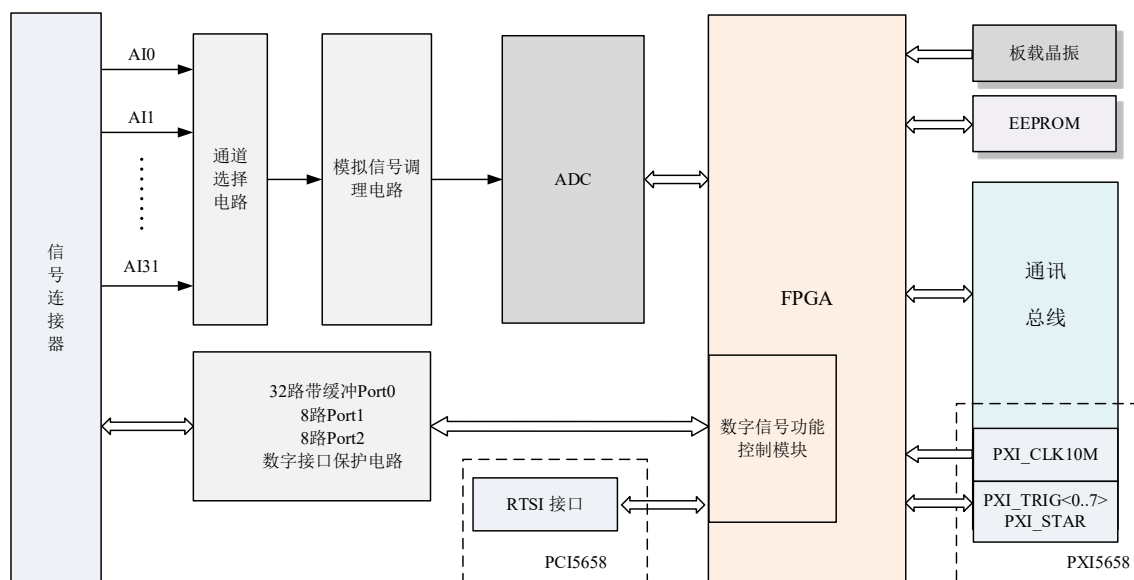 信
号
连
接
器
AI0
AI1
AI31
通道
选择
电路
模拟信号调
理电路
ADC
32路带缓冲Port0
8路Port1
8路Port2
数字接口保护电路
RTSI 接口
PCI5658
FPGA
数字信号功能
控制模块
板载晶振
EEPROM
通讯
总线
PXI_CLK10M
PXI_TRIG<0..7>
PXI_STAR
PXI5658